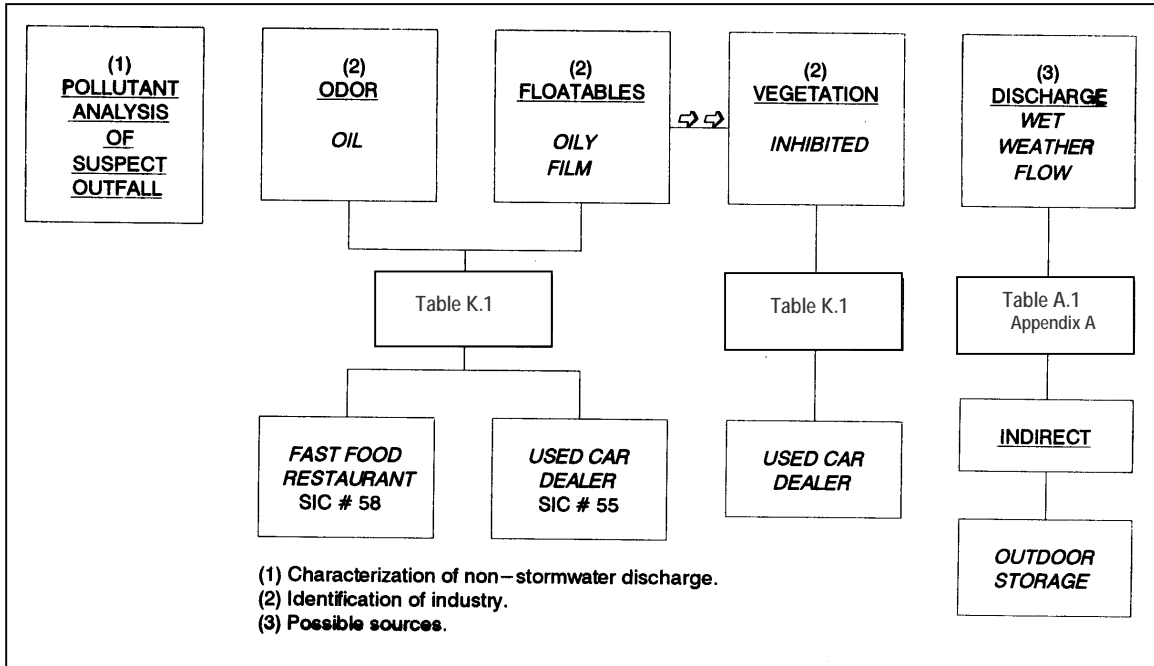 (1)
POLLUTANT
ANALYSIS
OF
SUSPECT
OUTFALL
(2)
ODOR
OIL
(2)
FLOATABLES
OILY
FILM
(2)
VEGETATION
INHIBITED
(3)
DISCHARGE
WET
WEATHER
FLOW
Table K.1
Table K.1
Table A.1
Appendix A
FAST FOOD
RESTAURANT
SIC # 58
USED CAR
DEALER
SIC # 55
USED CAR
DEALER
INDIRECT
OUTDOOR
STORAGE
(1) Characterization of non-stormwater discharge.
(2) Identification of industry.
(3) Possible sources.